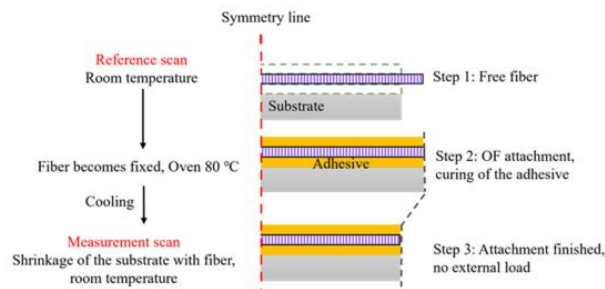 Symmetry line
Reference scan
Room temperature
Step 1: Free fiber
Substrate
Fiber becomes fixed, Oven 80 ℃
Adhesive
Step 2: OF attachment,
curing of the adhesive
Cooling
Measurement scan
Shrinkage of the substrate with fiber,
room temperature
Step 3: Attachment finished,
no external load